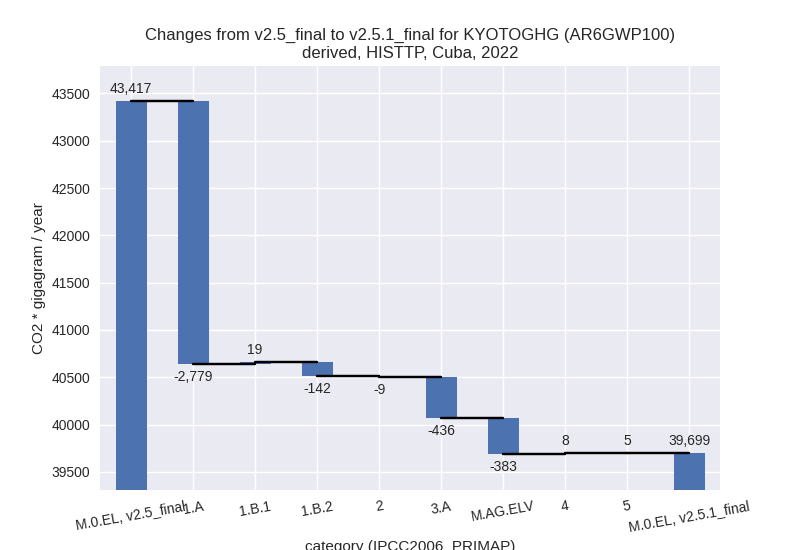 Changes from v2.5_final to v2.5.1_final for KYOTOGHG (AR6GWP100)
derived, HISTTP, Cuba, 2022
CO2 * gigagram / year
43500
43000
42500
42000
41500
41000
40500
40000
39500
43,417
-2,779
19
-142
-9
-436
-383
8
5
39,699
M.0.EL, v2.5_final
1.A
1.B.1
1.B.2
2
3.A
M.AG.ELV
4
5
M.0.EL, v2.5.1_final
category (IPCC2006_PRIMAP)